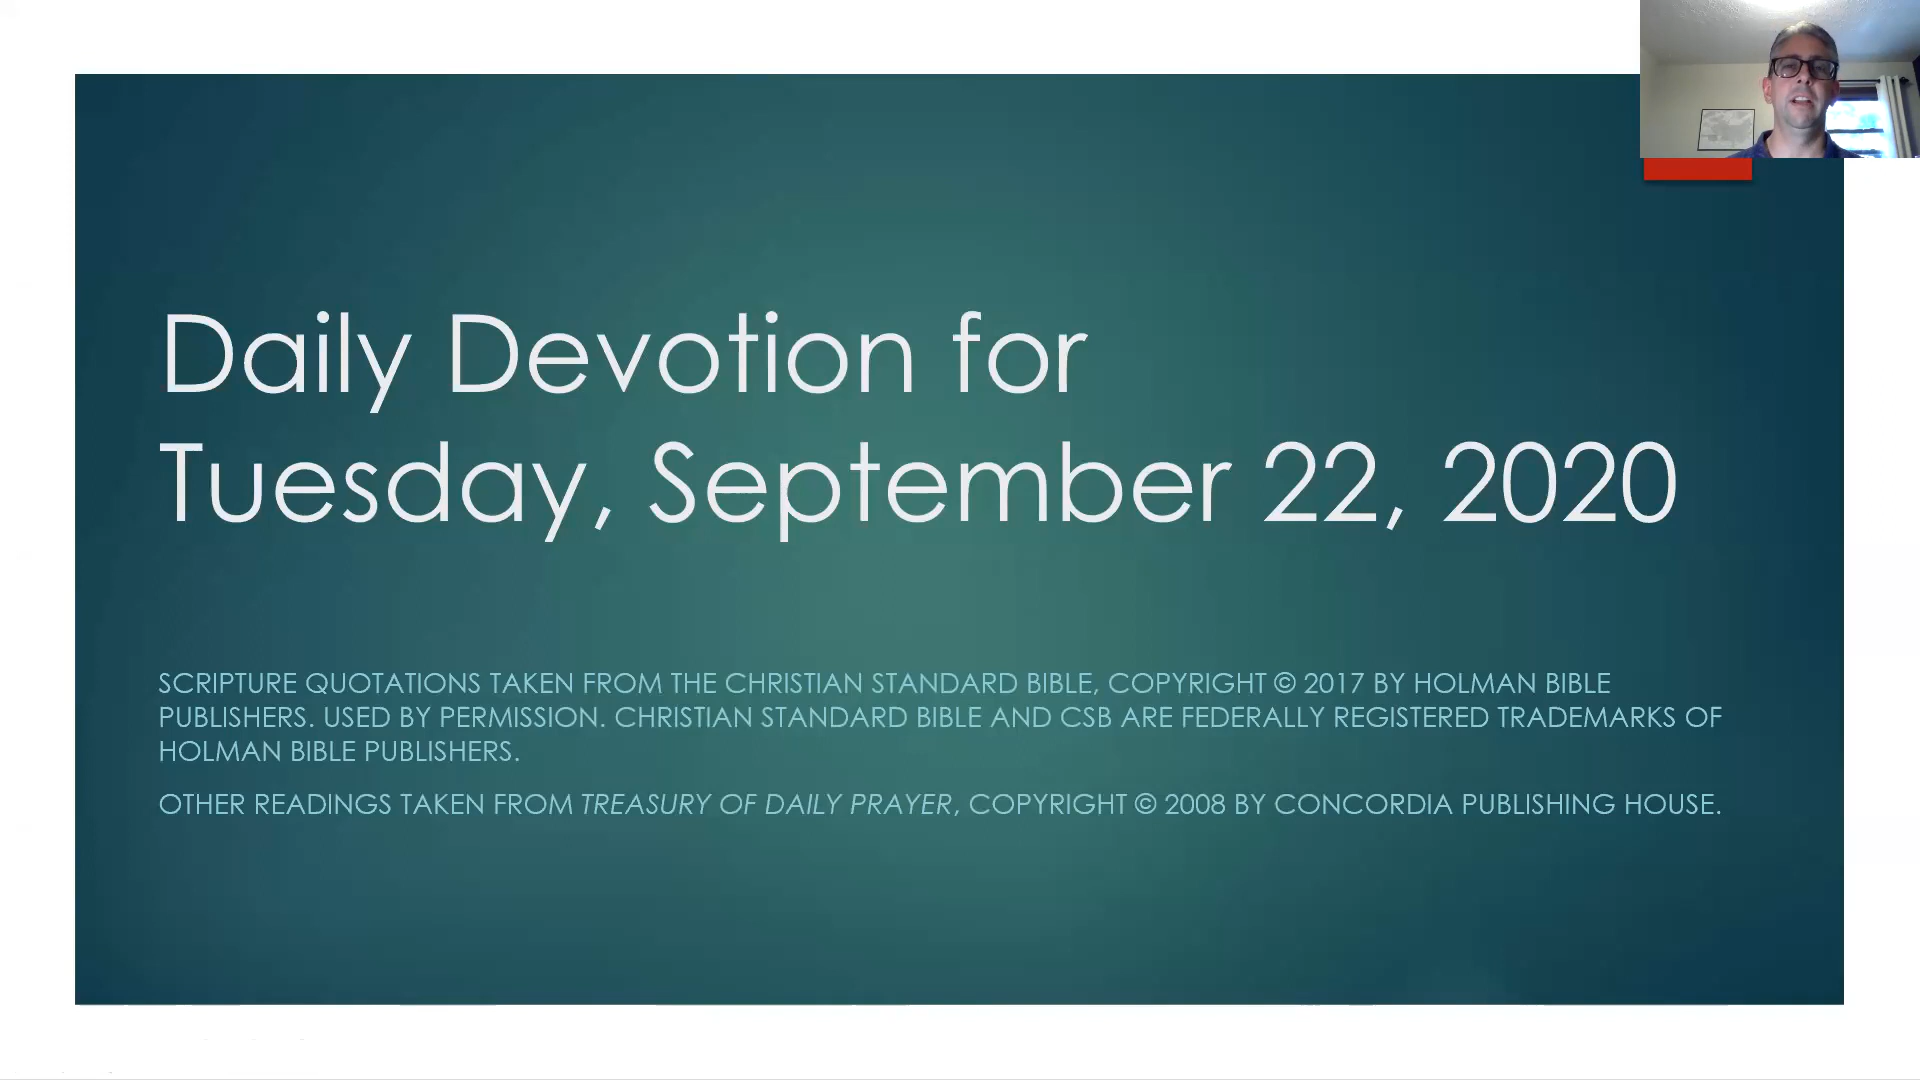 Daily Devotion for
Tuesday, September 22, 2020
SCRIPTURE QUOTATIONS TAKEN FROM THE CHRISTIAN STANDARD BIBLE, COPYRIGHT © 2017 BY HOLMAN BIBLE
PUBLISHERS. USED BY PERMISSION. CHRISTIAN STANDARD BIBLE AND CSB ARE FEDERALLY REGISTERED TRADEMARKS OF
HOLMAN BIBLE PUBLISHERS.
OTHER READINGS TAKEN FROM TREASURY OF DAILY PRAYER, COPYRIGHT © 2008 BY CONCORDIA PUBLISHING HOUSE.